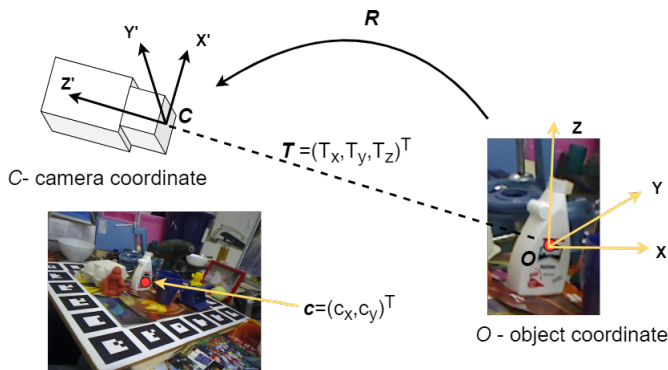 R
Y'
X'
Z'
C
T=(Tx,Ty,Tz)T
C- camera coordinate
Z
Y
X
O
c=(cx,cy)T
O - object coordinate